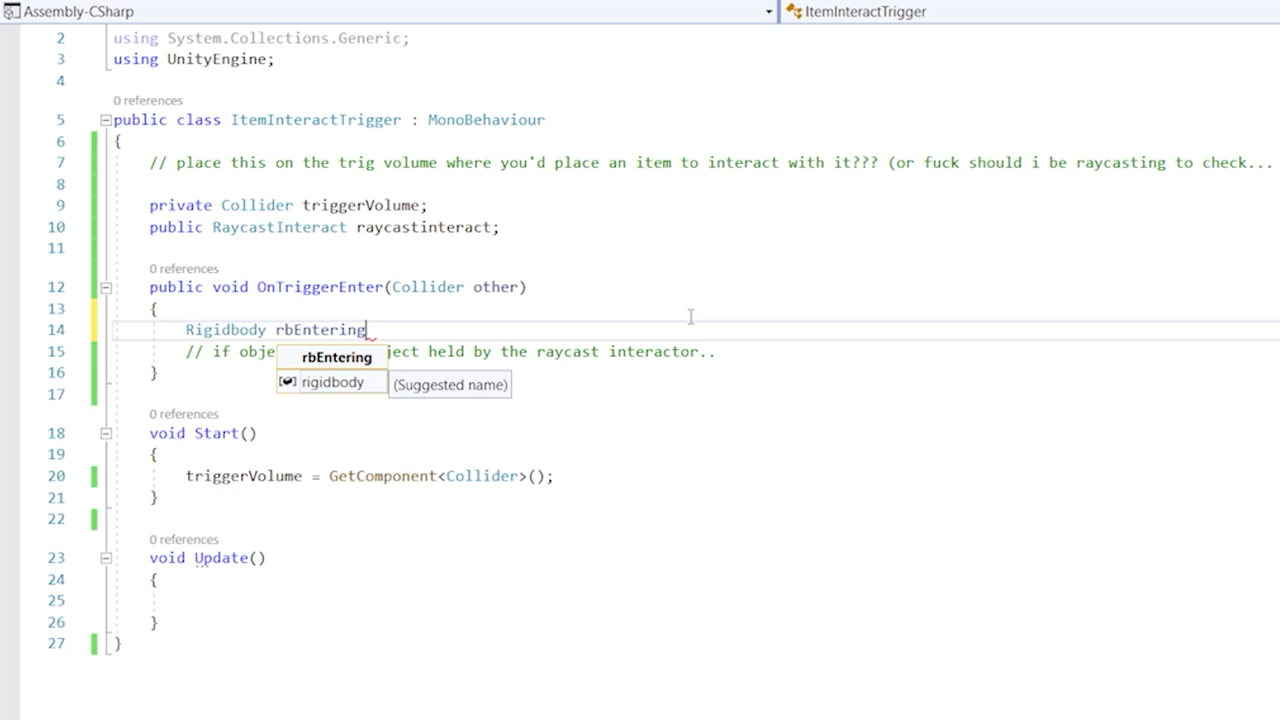 Assembly-CSharp ItemInteractTrigger
2 using System.Collections.Generic;
3 using UnityEngine;
4
0 references
5 public class ItemInteractTrigger : MonoBehaviour
6 {
7 // place this on the trig volume where you'd place an item to interact with it??? (or fuck should i be raycasting to check...
8
9 private Collider triggerVolume;
10 public RaycastInteract raycastinteract;
11
0 references
12 public void OnTriggerEnter(Collider other)
13 {
14 Rigidbody rbEntering
15 // if obje ject held by the raycast interactor..
rbEntering
16 }
rigidbody (Suggested name)
17
0 references
18 void Start()
19 {
20 triggerVolume = GetComponent<Collider>();
21 }
22
0 references
23 void Update()
24 {
25
26 }
27 }